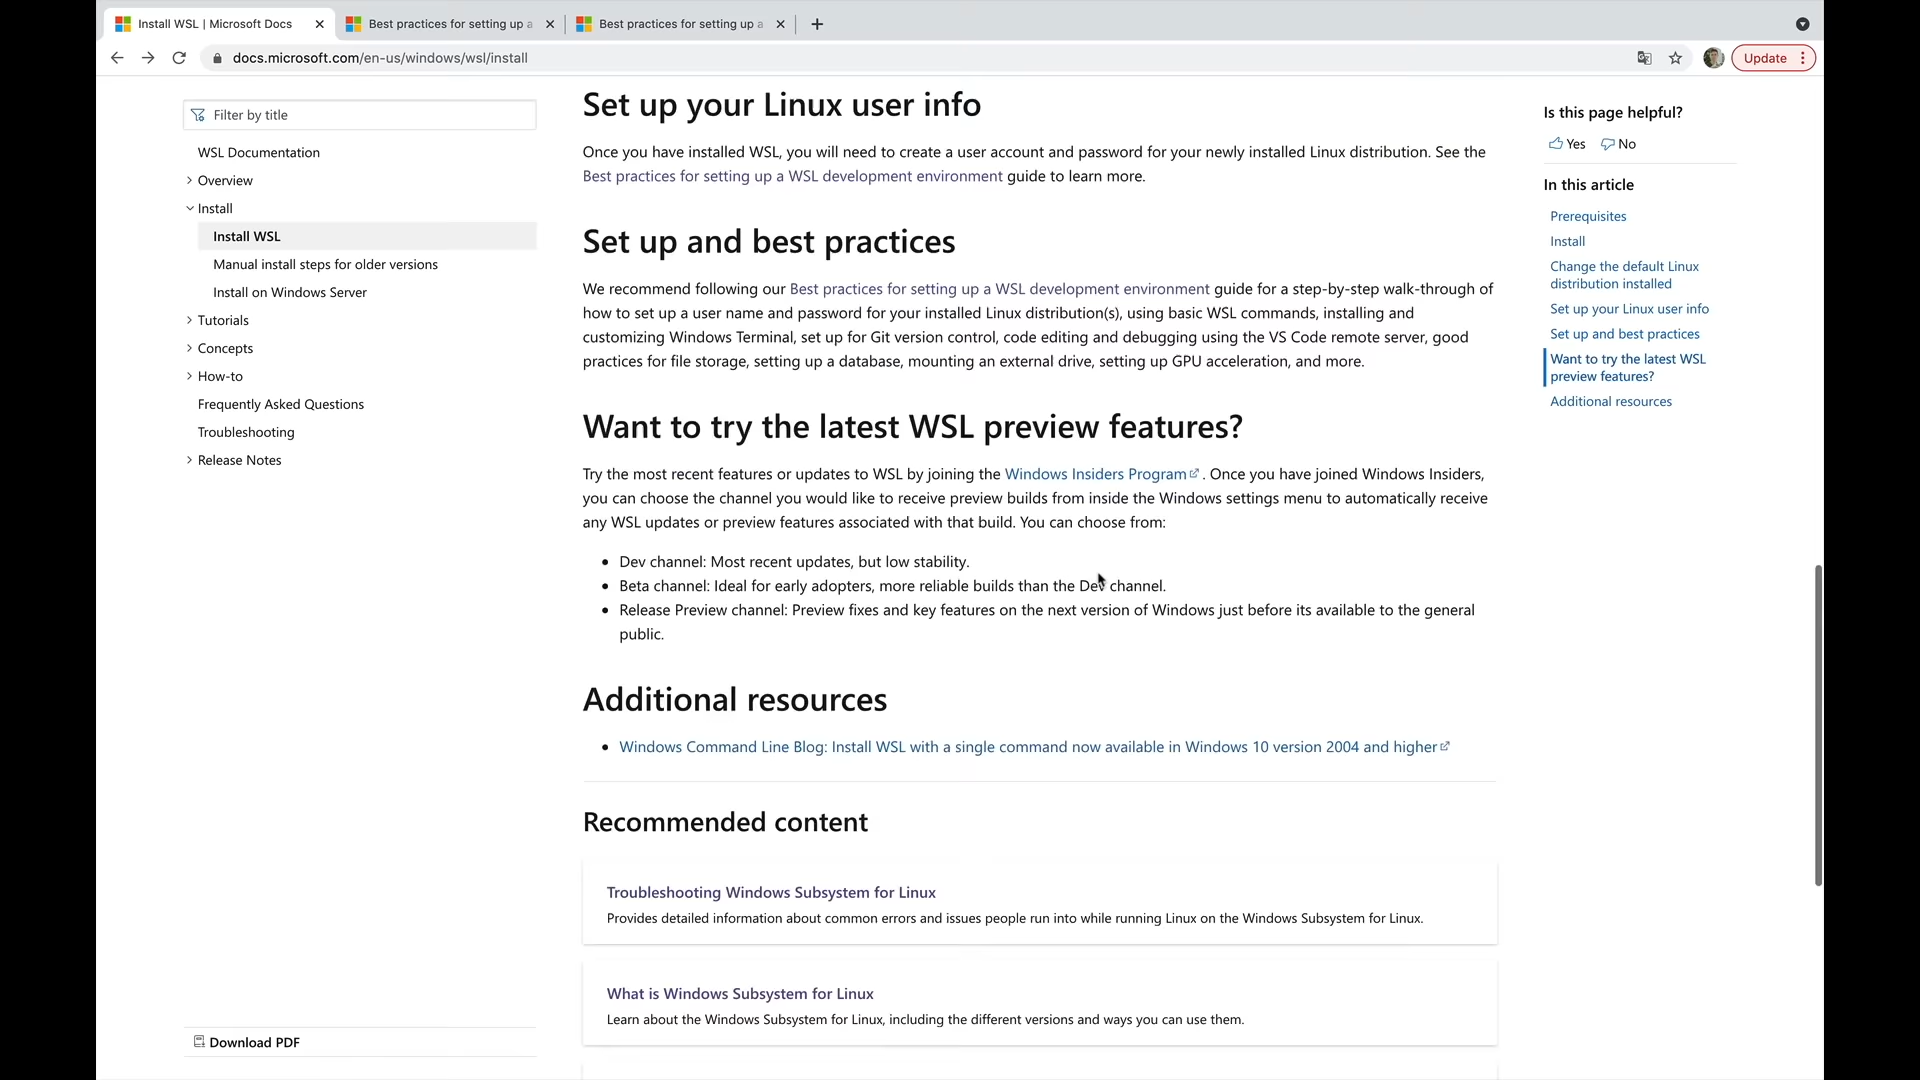 Install WSL | Microsoft Docs
Best practices for setting up a
Best practices for setting up a
docs.microsoft.com/en-us/windows/wsl/install
Update
Filter by title
WSL Documentation
Overview
Install
Install WSL
Manual install steps for older versions
Install on Windows Server
Tutorials
Concepts
How-to
Frequently Asked Questions
Troubleshooting
Release Notes
Download PDF
Set up your Linux user info
Once you have installed WSL, you will need to create a user account and password for your newly installed Linux distribution. See the
Best practices for setting up a WSL development environment guide to learn more.
Set up and best practices
We recommend following our Best practices for setting up a WSL development environment guide for a step-by-step walk-through of
how to set up a user name and password for your installed Linux distribution(s), using basic WSL commands, installing and
customizing Windows Terminal, set up for Git version control, code editing and debugging using the VS Code remote server, good
practices for file storage, setting up a database, mounting an external drive, setting up GPU acceleration, and more.
Want to try the latest WSL preview features?
Try the most recent features or updates to WSL by joining the Windows Insiders Program . Once you have joined Windows Insiders,
you can choose the channel you would like to receive preview builds from inside the Windows settings menu to automatically receive
any WSL updates or preview features associated with that build. You can choose from:
• Dev channel: Most recent updates, but low stability.
• Beta channel: Ideal for early adopters, more reliable builds than the Dev channel.
• Release Preview channel: Preview fixes and key features on the next version of Windows just before its available to the general
public.
Additional resources
• Windows Command Line Blog: Install WSL with a single command now available in Windows 10 version 2004 and higher
Recommended content
Troubleshooting Windows Subsystem for Linux
Provides detailed information about common errors and issues people run into while running Linux on the Windows Subsystem for Linux.
What is Windows Subsystem for Linux
Learn about the Windows Subsystem for Linux, including the different versions and ways you can use them.
Is this page helpful?
Yes No
In this article
Prerequisites
Install
Change the default Linux
distribution installed
Set up your Linux user info
Set up and best practices
Want to try the latest WSL
preview features?
Additional resources